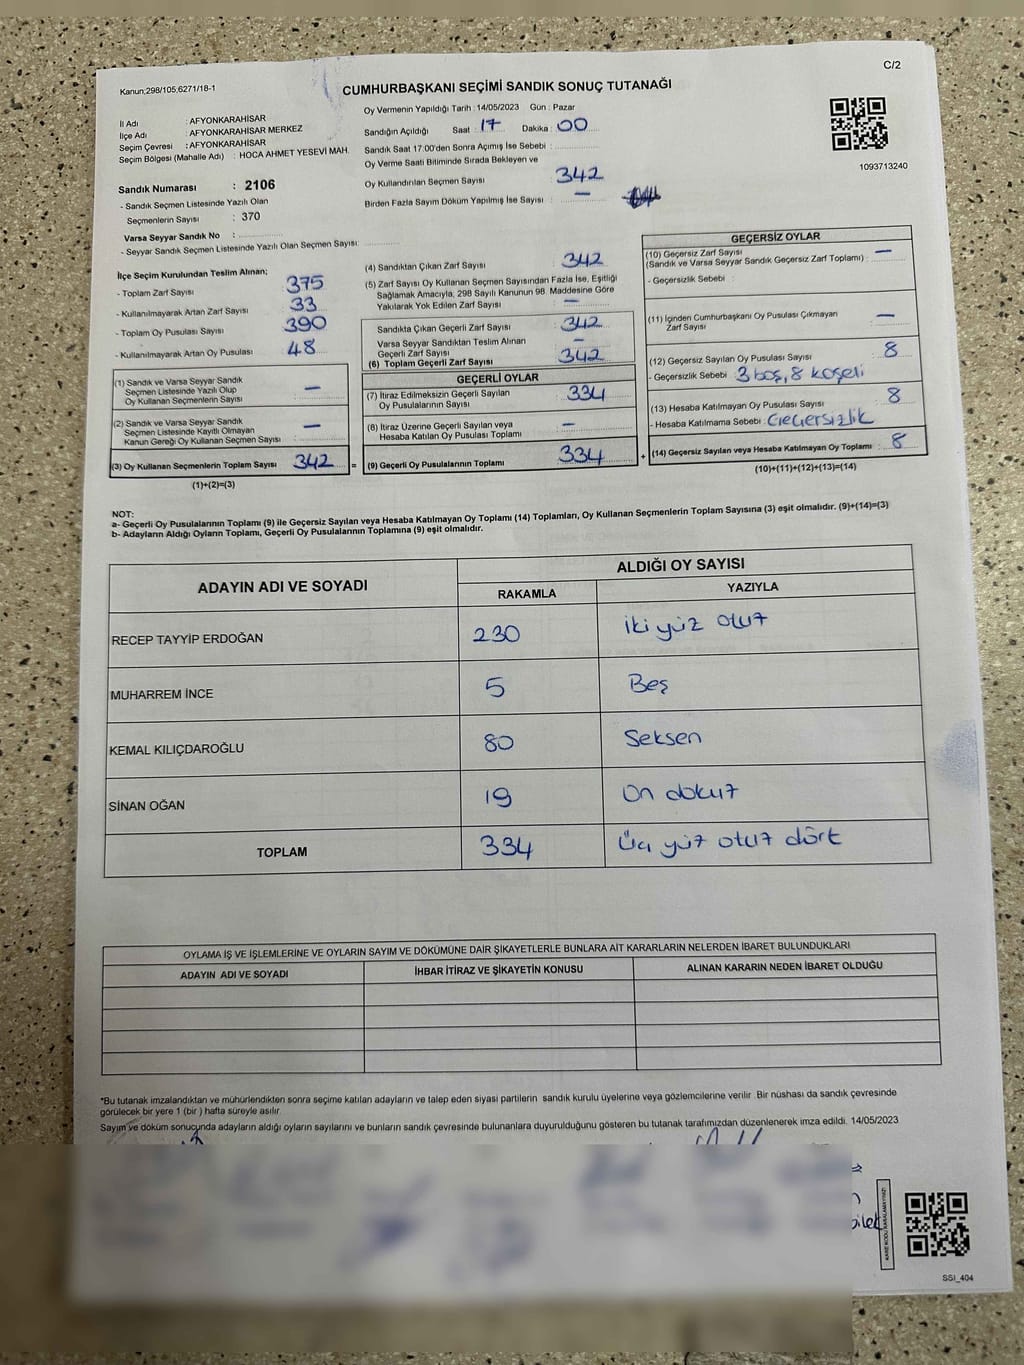 C/2
Kanun;298/105,6271/18-1
CUMHURBAŞKANI SEÇİMİ SANDIK SONUÇ TUTANAĞI
İl Adı : AFYONKARAHİSAR
İlçe Adı : AFYONKARAHİSAR MERKEZ
Seçim Çevresi : AFYONKARAHİSAR
Seçim Bölgesi (Mahalle Adı) : HOCA AHMET YESEVİ MAH.
Oy Vermenin Yapıldığı Tarih : 14/05/2023 Gün : Pazar
Sandığın Açıldığı Saat : 17 Dakika : 00
Sandık Saat 17:00'den Sonra Açımış İse Sebebi :
Oy Verme Saati Bitiminde Sırada Bekleyen ve
Oy Kullandırılan Seçmen Sayısı 342
Birden Fazla Sayım Döküm Yapılmış İse Sayısı : —
1093713240
Sandık Numarası : 2106
- Sandık Seçmen Listesinde Yazılı Olan
Seçmenlerin Sayısı : 370
Varsa Seyyar Sandık No :
- Seyyar Sandık Seçmen Listesinde Yazılı Olan Seçmen Sayısı:
İlçe Seçim Kurulundan Teslim Alınan;
- Toplam Zarf Sayısı 375
- Kullanılmayarak Artan Zarf Sayısı 33
- Toplam Oy Pusulası Sayısı 390
- Kullanılmayarak Artan Oy Pusulası 48
(1) Sandık ve Varsa Seyyar Sandık
Seçmen Listesinde Yazılı Olup
Oy Kullanan Seçmenlerin Sayısı —
(2) Sandık ve Varsa Seyyar Sandık
Seçmen Listesinde Kayıtlı Olmayan
Kanun Gereği Oy Kullanan Seçmen Sayısı —
(3) Oy Kullanan Seçmenlerin Toplam Sayısı 342 =
(1)+(2)=(3)
(4) Sandıktan Çıkan Zarf Sayısı 342
(5) Zarf Sayısı Oy Kullanan Seçmen Sayısından Fazla İse, Eşitliği
Sağlamak Amacıyla, 298 Sayılı Kanunun 98. Maddesine Göre
Yakılarak Yok Edilen Zarf Sayısı —
Sandıkta Çıkan Geçerli Zarf Sayısı 342
Varsa Seyyar Sandıktan Teslim Alınan
Geçerli Zarf Sayısı —
(6) Toplam Geçerli Zarf Sayısı 342
GEÇERLİ OYLAR
(7) İtiraz Edilmeksizin Geçerli Sayılan
Oy Pusulalarının Sayısı 334
(8) İtiraz Üzerine Geçerli Sayılan veya
Hesaba Katılan Oy Pusulası Toplamı —
(9) Geçerli Oy Pusulalarının Toplamı 334 +
GEÇERSİZ OYLAR
(10) Geçersiz Zarf Sayısı
(Sandık ve Varsa Seyyar Sandık Geçersiz Zarf Toplamı) : —
- Geçersizlik Sebebi
(11) İçinden Cumhurbaşkanı Oy Pusulası Çıkmayan
Zarf Sayısı —
(12) Geçersiz Sayılan Oy Pusulası Sayısı 8
- Geçersizlik Sebebi 3 boş, 8 köşeli
(13) Hesaba Katılmayan Oy Pusulası Sayısı 8
- Hesaba Katılmama Sebebi : Geçersizlik
(14) Geçersiz Sayılan veya Hesaba Katılmayan Oy Toplamı : 8
(10)+(11)+(12)+(13)=(14)
NOT:
a- Geçerli Oy Pusulalarının Toplamı (9) ile Geçersiz Sayılan veya Hesaba Katılmayan Oy Toplamı (14) Toplamları, Oy Kullanan Seçmenlerin Toplam Sayısına (3) eşit olmalıdır. (9)+(14)=(3)
b- Adayların Aldığı Oyların Toplamı, Geçerli Oy Pusulalarının Toplamına (9) eşit olmalıdır.
ADAYIN ADI VE SOYADI ALDIĞI OY SAYISI
RAKAMLA YAZIYLA
RECEP TAYYİP ERDOĞAN 230 iki yüz otuz
MUHARREM İNCE 5 Beş
KEMAL KILIÇDAROĞLU 80 Seksen
SİNAN OĞAN 19 On dokuz
TOPLAM 334 Üç yüz otuz dört
OYLAMA İŞ VE İŞLEMLERİNE VE OYLARIN SAYIM VE DÖKÜMÜNE DAİR ŞİKAYETLERLE BUNLARA AİT KARARLARIN NELERDEN İBARET BULUNDUKLARI
ADAYIN ADI VE SOYADI İHBAR İTİRAZ VE ŞİKAYETİN KONUSU ALINAN KARARIN NEDEN İBARET OLDUĞU
*Bu tutanak imzalandıktan ve mühürlendikten sonra seçime katılan adayların ve talep eden siyasi partilerin sandık kurulu üyelerine veya gözlemcilerine verilir. Bir nüshası da sandık çevresinde
görülecek bir yere 1 (bir ) hafta süreyle asılır.
Sayım ve döküm sonucunda adayların aldığı oyların sayılarını ve bunların sandık çevresinde bulunanlara duyurulduğunu gösteren bu tutanak tarafımızdan düzenlenerek imza edildi. 14/05/2023
SSI_404